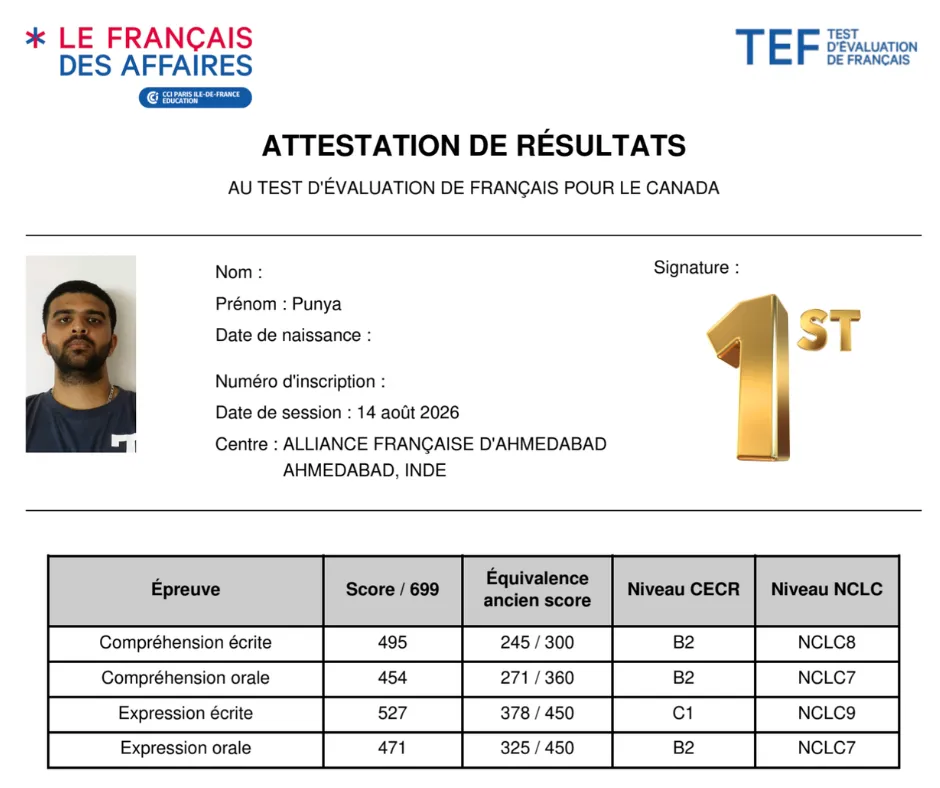 LE FRANÇAIS
DES AFFAIRES
CCI PARIS ILE-DE-FRANCE
EDUCATION
TEF TEST
D'ÉVALUATION
DE FRANÇAIS
ATTESTATION DE RÉSULTATS
AU TEST D'ÉVALUATION DE FRANÇAIS POUR LE CANADA
Nom :
Prénom : Punya
Date de naissance :
Numéro d'inscription :
Date de session : 14 août 2026
Centre : ALLIANCE FRANÇAISE D'AHMEDABAD
AHMEDABAD, INDE
Signature :
1ST
Épreuve Score / 699 Équivalence ancien score Niveau CECR Niveau NCLC
Compréhension écrite 495 245 / 300 B2 NCLC8
Compréhension orale 454 271 / 360 B2 NCLC7
Expression écrite 527 378 / 450 C1 NCLC9
Expression orale 471 325 / 450 B2 NCLC7